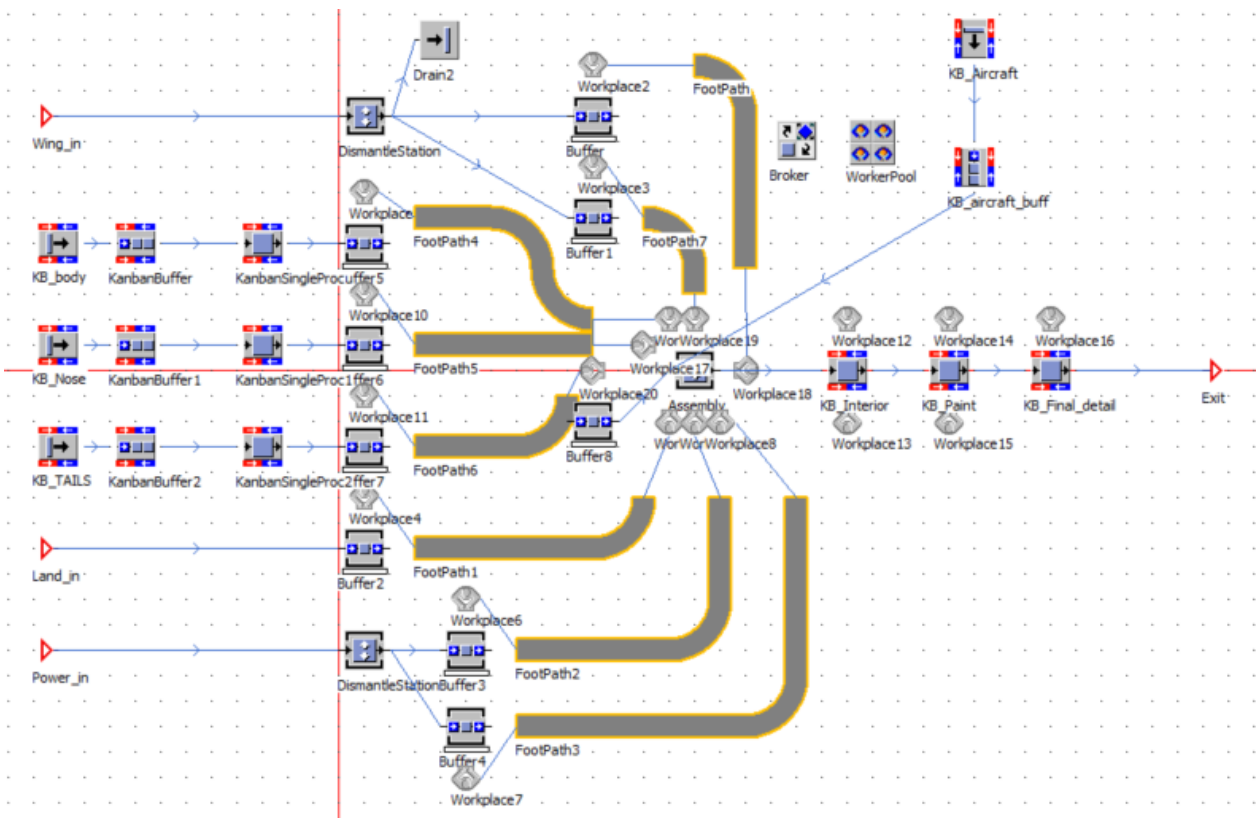 Drain2
KB_Aircraft
Workplace2
FootPath
Wing_in
DismantleStation
Buffer
Broker
WorkerPool
Workplace3
KB_aircraft_buff
Workplace
FootPath4
Buffer1
FootPath7
KB_body
KanbanBuffer
KanbanSingleProcuffer5
Workplace10
WorWorkplace19
Workplace12
Workplace14
Workplace16
KB_Nose
KanbanBuffer1
KanbanSingleProc1ffer6
FootPath5
Workplace17
Workplace20
Assembly
Workplace18
KB_Interior
KB_Paint
KB_Final_detail
Exit
Workplace11
WorWorWorkplace8
Workplace13
Workplace15
Buffer8
FootPath6
KB_TAILS
KanbanBuffer2
KanbanSingleProc2ffer7
Workplace4
Land_in
Buffer2
FootPath1
Workplace6
Power_in
DismantleStationBuffer3
FootPath2
Buffer4
FootPath3
Workplace7